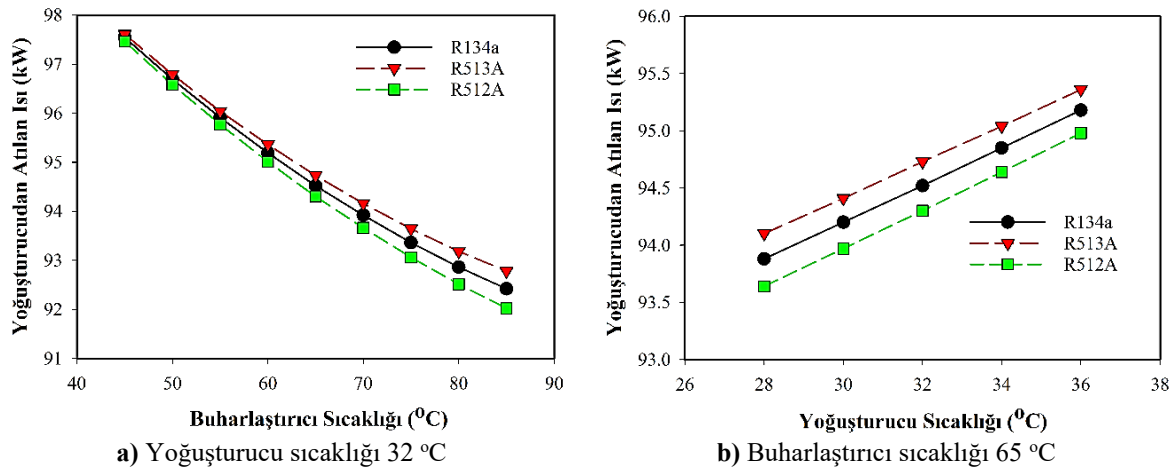 98
97
96
95
94
93
92
91
Yoğuşturucudan Atılan Isı (kW)
R134a
R513A
R512A
40 50 60 70 80 90
Buharlaştırıcı Sıcaklığı (⁰C)
a) Yoğuşturucu sıcaklığı 32 ᵒC
96.0
95.5
95.0
94.5
94.0
93.5
93.0
Yoğuşturucudan Atılan Isı (kW)
R134a
R513A
R512A
26 28 30 32 34 36 38
Yoğuşturucu Sıcaklığı (⁰C)
b) Buharlaştırıcı sıcaklığı 65 ᵒC